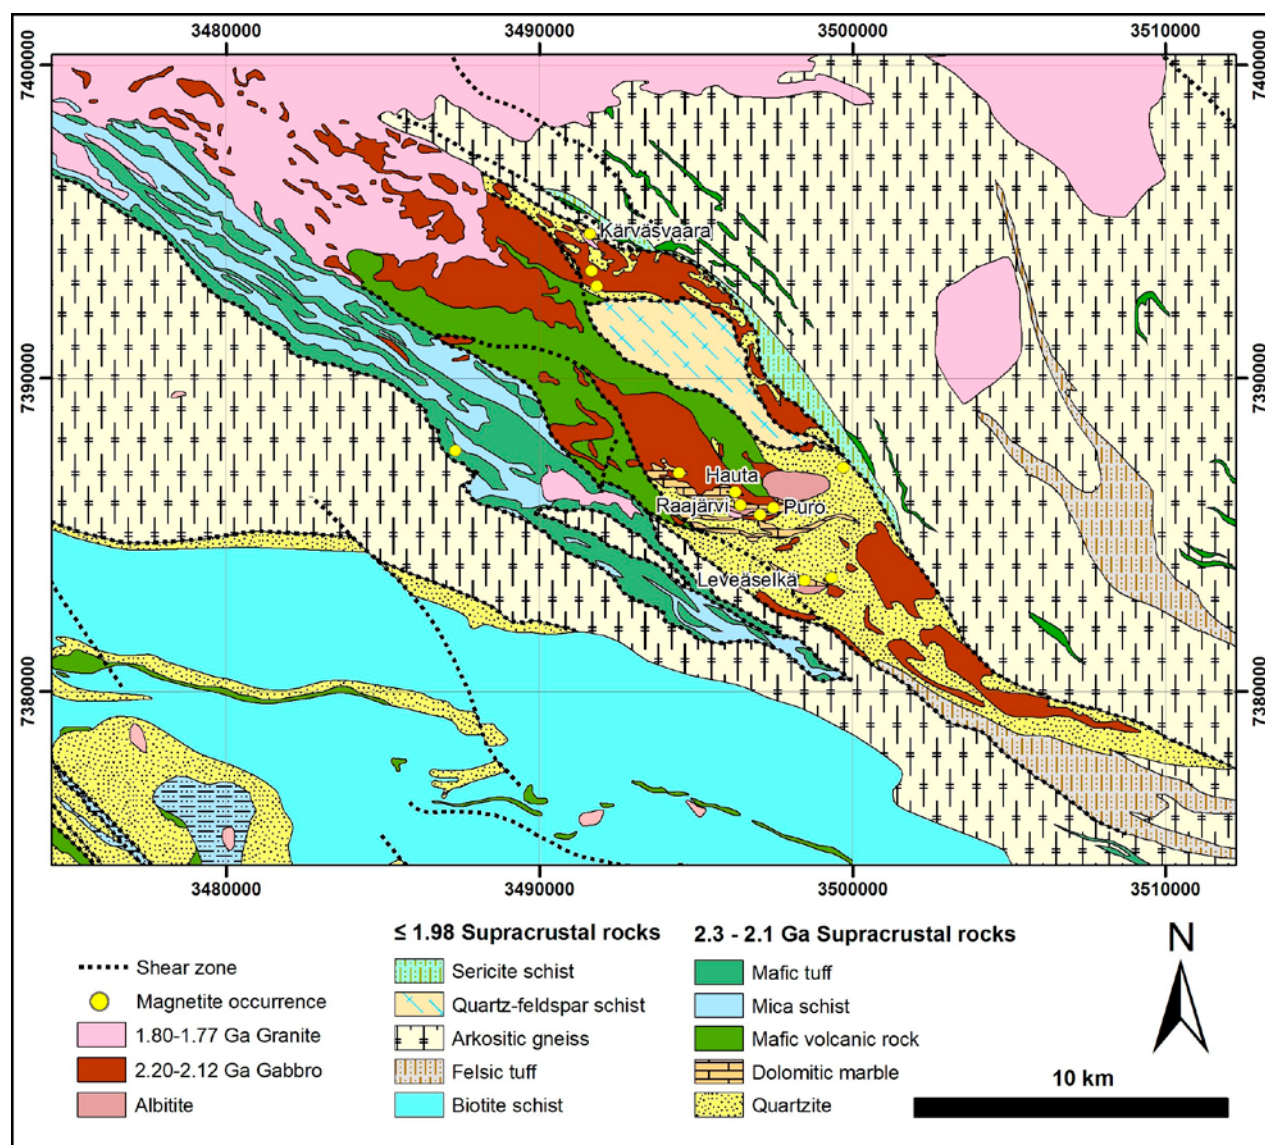 3480000 3490000 3500000 3510000
7400000 7400000
Kärväsvaara
7390000 7390000
Hauta
Raajärvi Puro
Leveäselkä
7380000 7380000
3480000 3490000 3500000 3510000
≤ 1.98 Supracrustal rocks 2.3 - 2.1 Ga Supracrustal rocks N
Shear zone Sericite schist Mafic tuff
Magnetite occurrence Quartz-feldspar schist Mica schist
1.80-1.77 Ga Granite Arkositic gneiss Mafic volcanic rock
2.20-2.12 Ga Gabbro Felsic tuff Dolomitic marble 10 km
Albitite Biotite schist Quartzite